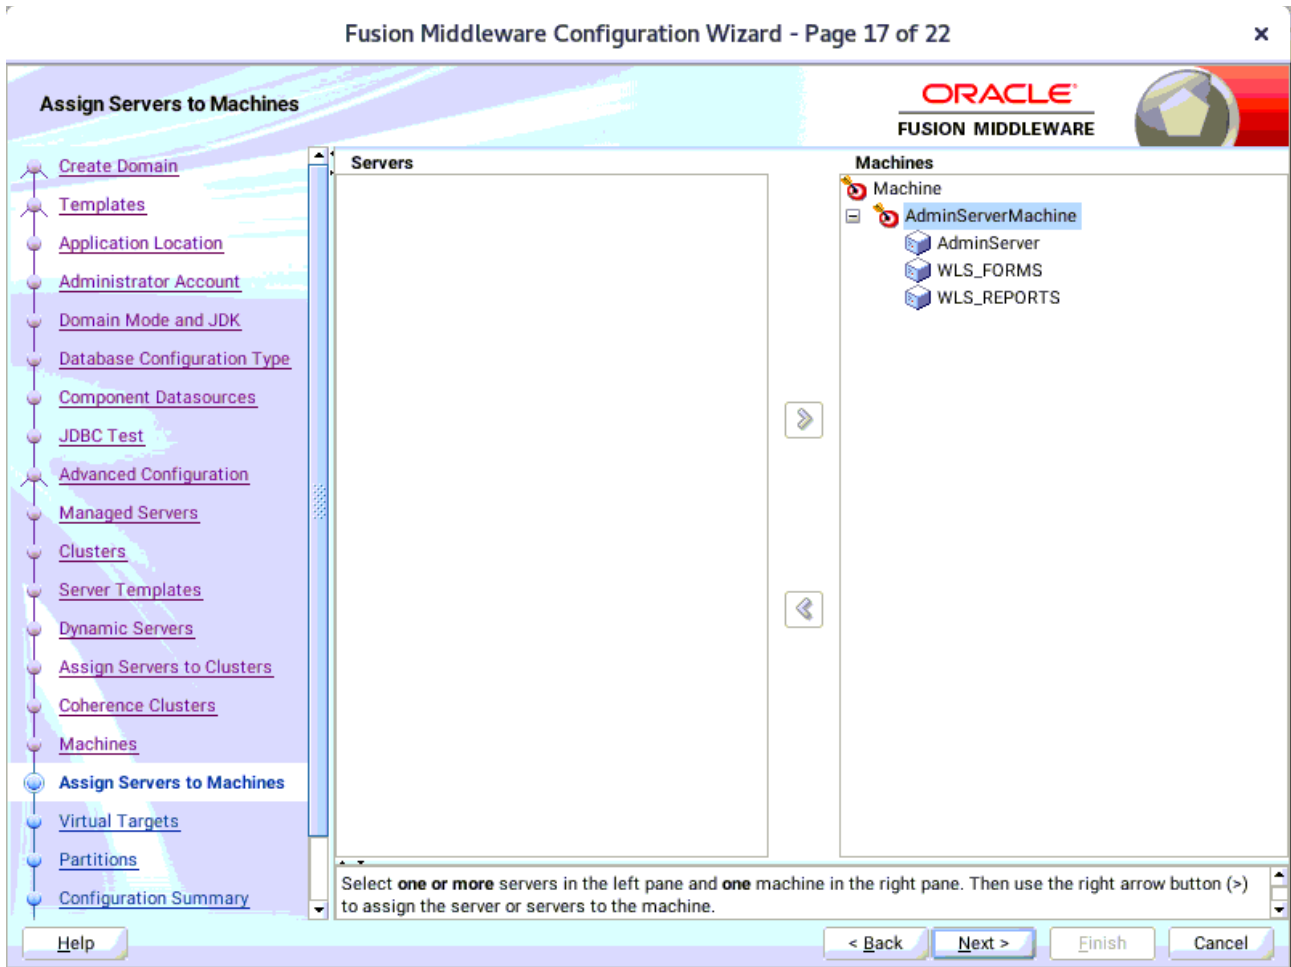 Fusion Middleware Configuration Wizard - Page 17 of 22
Assign Servers to Machines
ORACLE
FUSION MIDDLEWARE
Create Domain
Templates
Application Location
Administrator Account
Domain Mode and JDK
Database Configuration Type
Component Datasources
JDBC Test
Advanced Configuration
Managed Servers
Clusters
Server Templates
Dynamic Servers
Assign Servers to Clusters
Coherence Clusters
Machines
Assign Servers to Machines
Virtual Targets
Partitions
Configuration Summary
Servers
Machines
Machine
AdminServerMachine
AdminServer
WLS_FORMS
WLS_REPORTS
Select one or more servers in the left pane and one machine in the right pane. Then use the right arrow button (>)
to assign the server or servers to the machine.
Help
< Back
Next >
Finish
Cancel